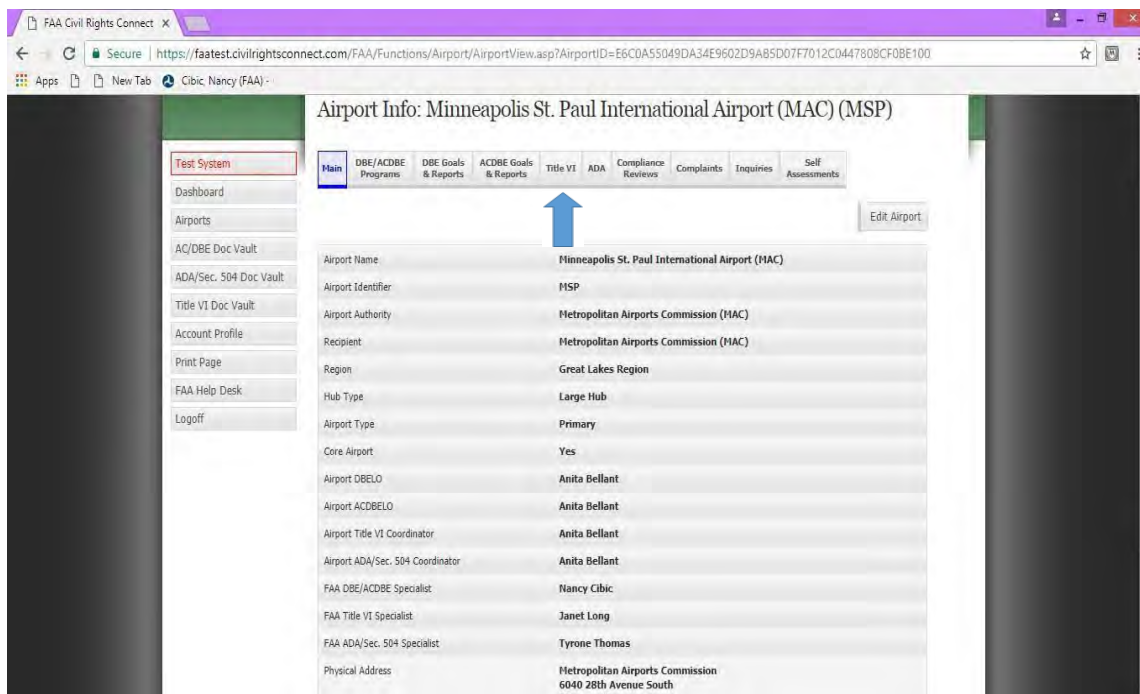 FAA Civil Rights Connect
Secure | https://faatest.civilrightsconnect.com/FAA/Functions/Airport/AirportView.asp?AirportID=E6C0A55049DA34E9602D9A85D07F7012C0447808CF0BE100
Apps New Tab Cibic, Nancy (FAA) -
Airport Info: Minneapolis St. Paul International Airport (MAC) (MSP)
Test System
Dashboard
Airports
AC/DBE Doc Vault
ADA/Sec. 504 Doc Vault
Title VI Doc Vault
Account Profile
Print Page
FAA Help Desk
Logoff
Main
DBE/ACDBE
Programs
DBE Goals
& Reports
ACDBE Goals
& Reports
Title VI
ADA
Compliance
Reviews
Complaints
Inquiries
Self
Assessments
Edit Airport
Airport Name Minneapolis St. Paul International Airport (MAC)
Airport Identifier MSP
Airport Authority Metropolitan Airports Commission (MAC)
Recipient Metropolitan Airports Commission (MAC)
Region Great Lakes Region
Hub Type Large Hub
Airport Type Primary
Core Airport Yes
Airport DBELO Anita Bellant
Airport ACDBELO Anita Bellant
Airport Title VI Coordinator Anita Bellant
Airport ADA/Sec. 504 Coordinator Anita Bellant
FAA DBE/ACDBE Specialist Nancy Cibic
FAA Title VI Specialist Janet Long
FAA ADA/Sec. 504 Specialist Tyrone Thomas
Physical Address Metropolitan Airports Commission
6040 28th Avenue South